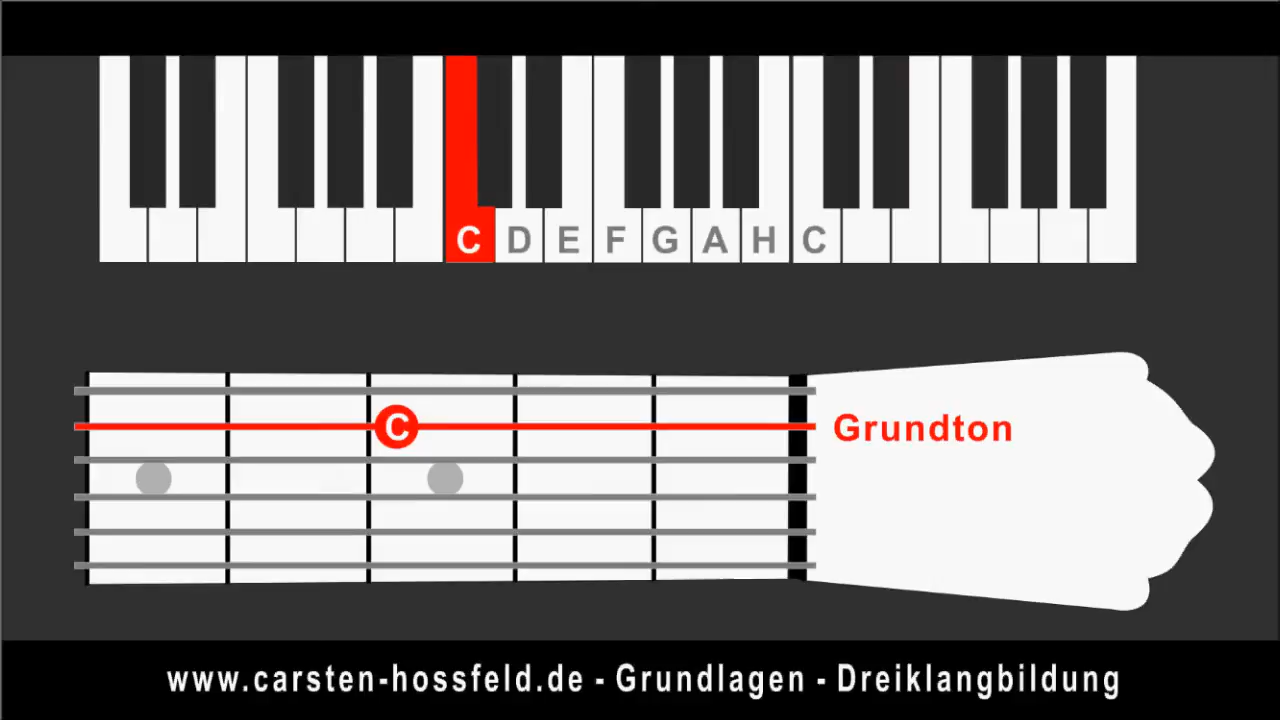 C D E F G A H C
C Grundton
www.carsten-hossfeld.de - Grundlagen - Dreiklangbildung